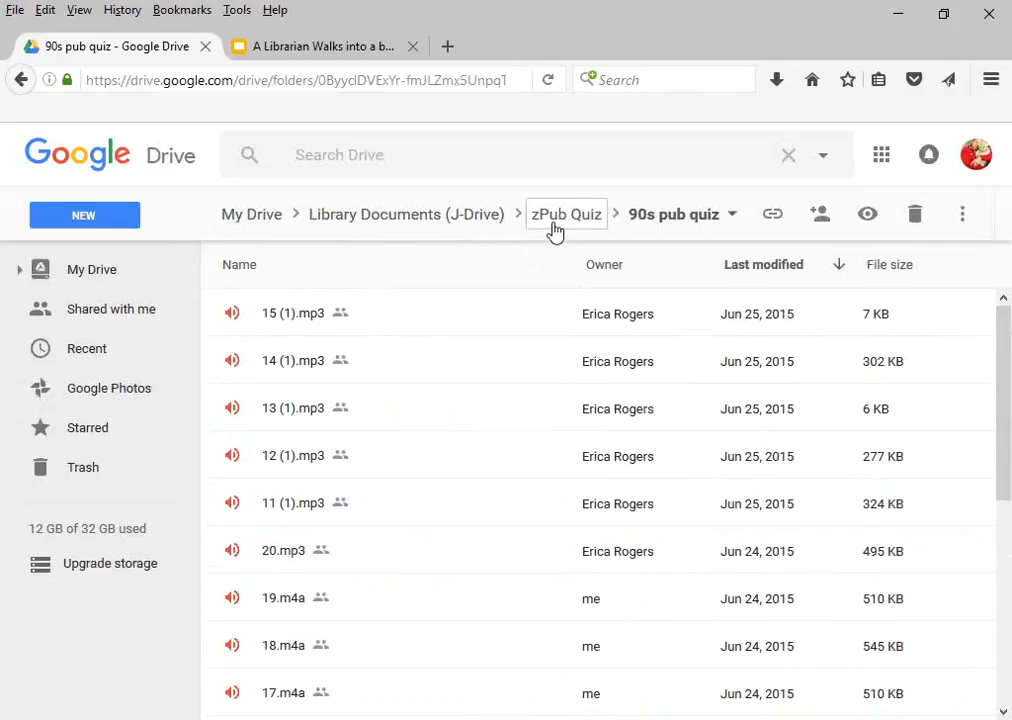 File Edit View History Bookmarks Tools Help
90s pub quiz - Google Drive A Librarian Walks into a b...
https://drive.google.com/drive/folders/0ByyclDVExYr-fmJLZmx5UnpqT Search
Google Drive Search Drive
NEW My Drive Library Documents (J-Drive) zPub Quiz 90s pub quiz
Name Owner Last modified File size
My Drive
Shared with me
Recent
Google Photos
Starred
Trash
12 GB of 32 GB used
Upgrade storage
15 (1).mp3 Erica Rogers Jun 25, 2015 7 KB
14 (1).mp3 Erica Rogers Jun 25, 2015 302 KB
13 (1).mp3 Erica Rogers Jun 25, 2015 6 KB
12 (1).mp3 Erica Rogers Jun 25, 2015 277 KB
11 (1).mp3 Erica Rogers Jun 25, 2015 324 KB
20.mp3 Erica Rogers Jun 24, 2015 495 KB
19.m4a me Jun 24, 2015 510 KB
18.m4a me Jun 24, 2015 545 KB
17.m4a me Jun 24, 2015 510 KB